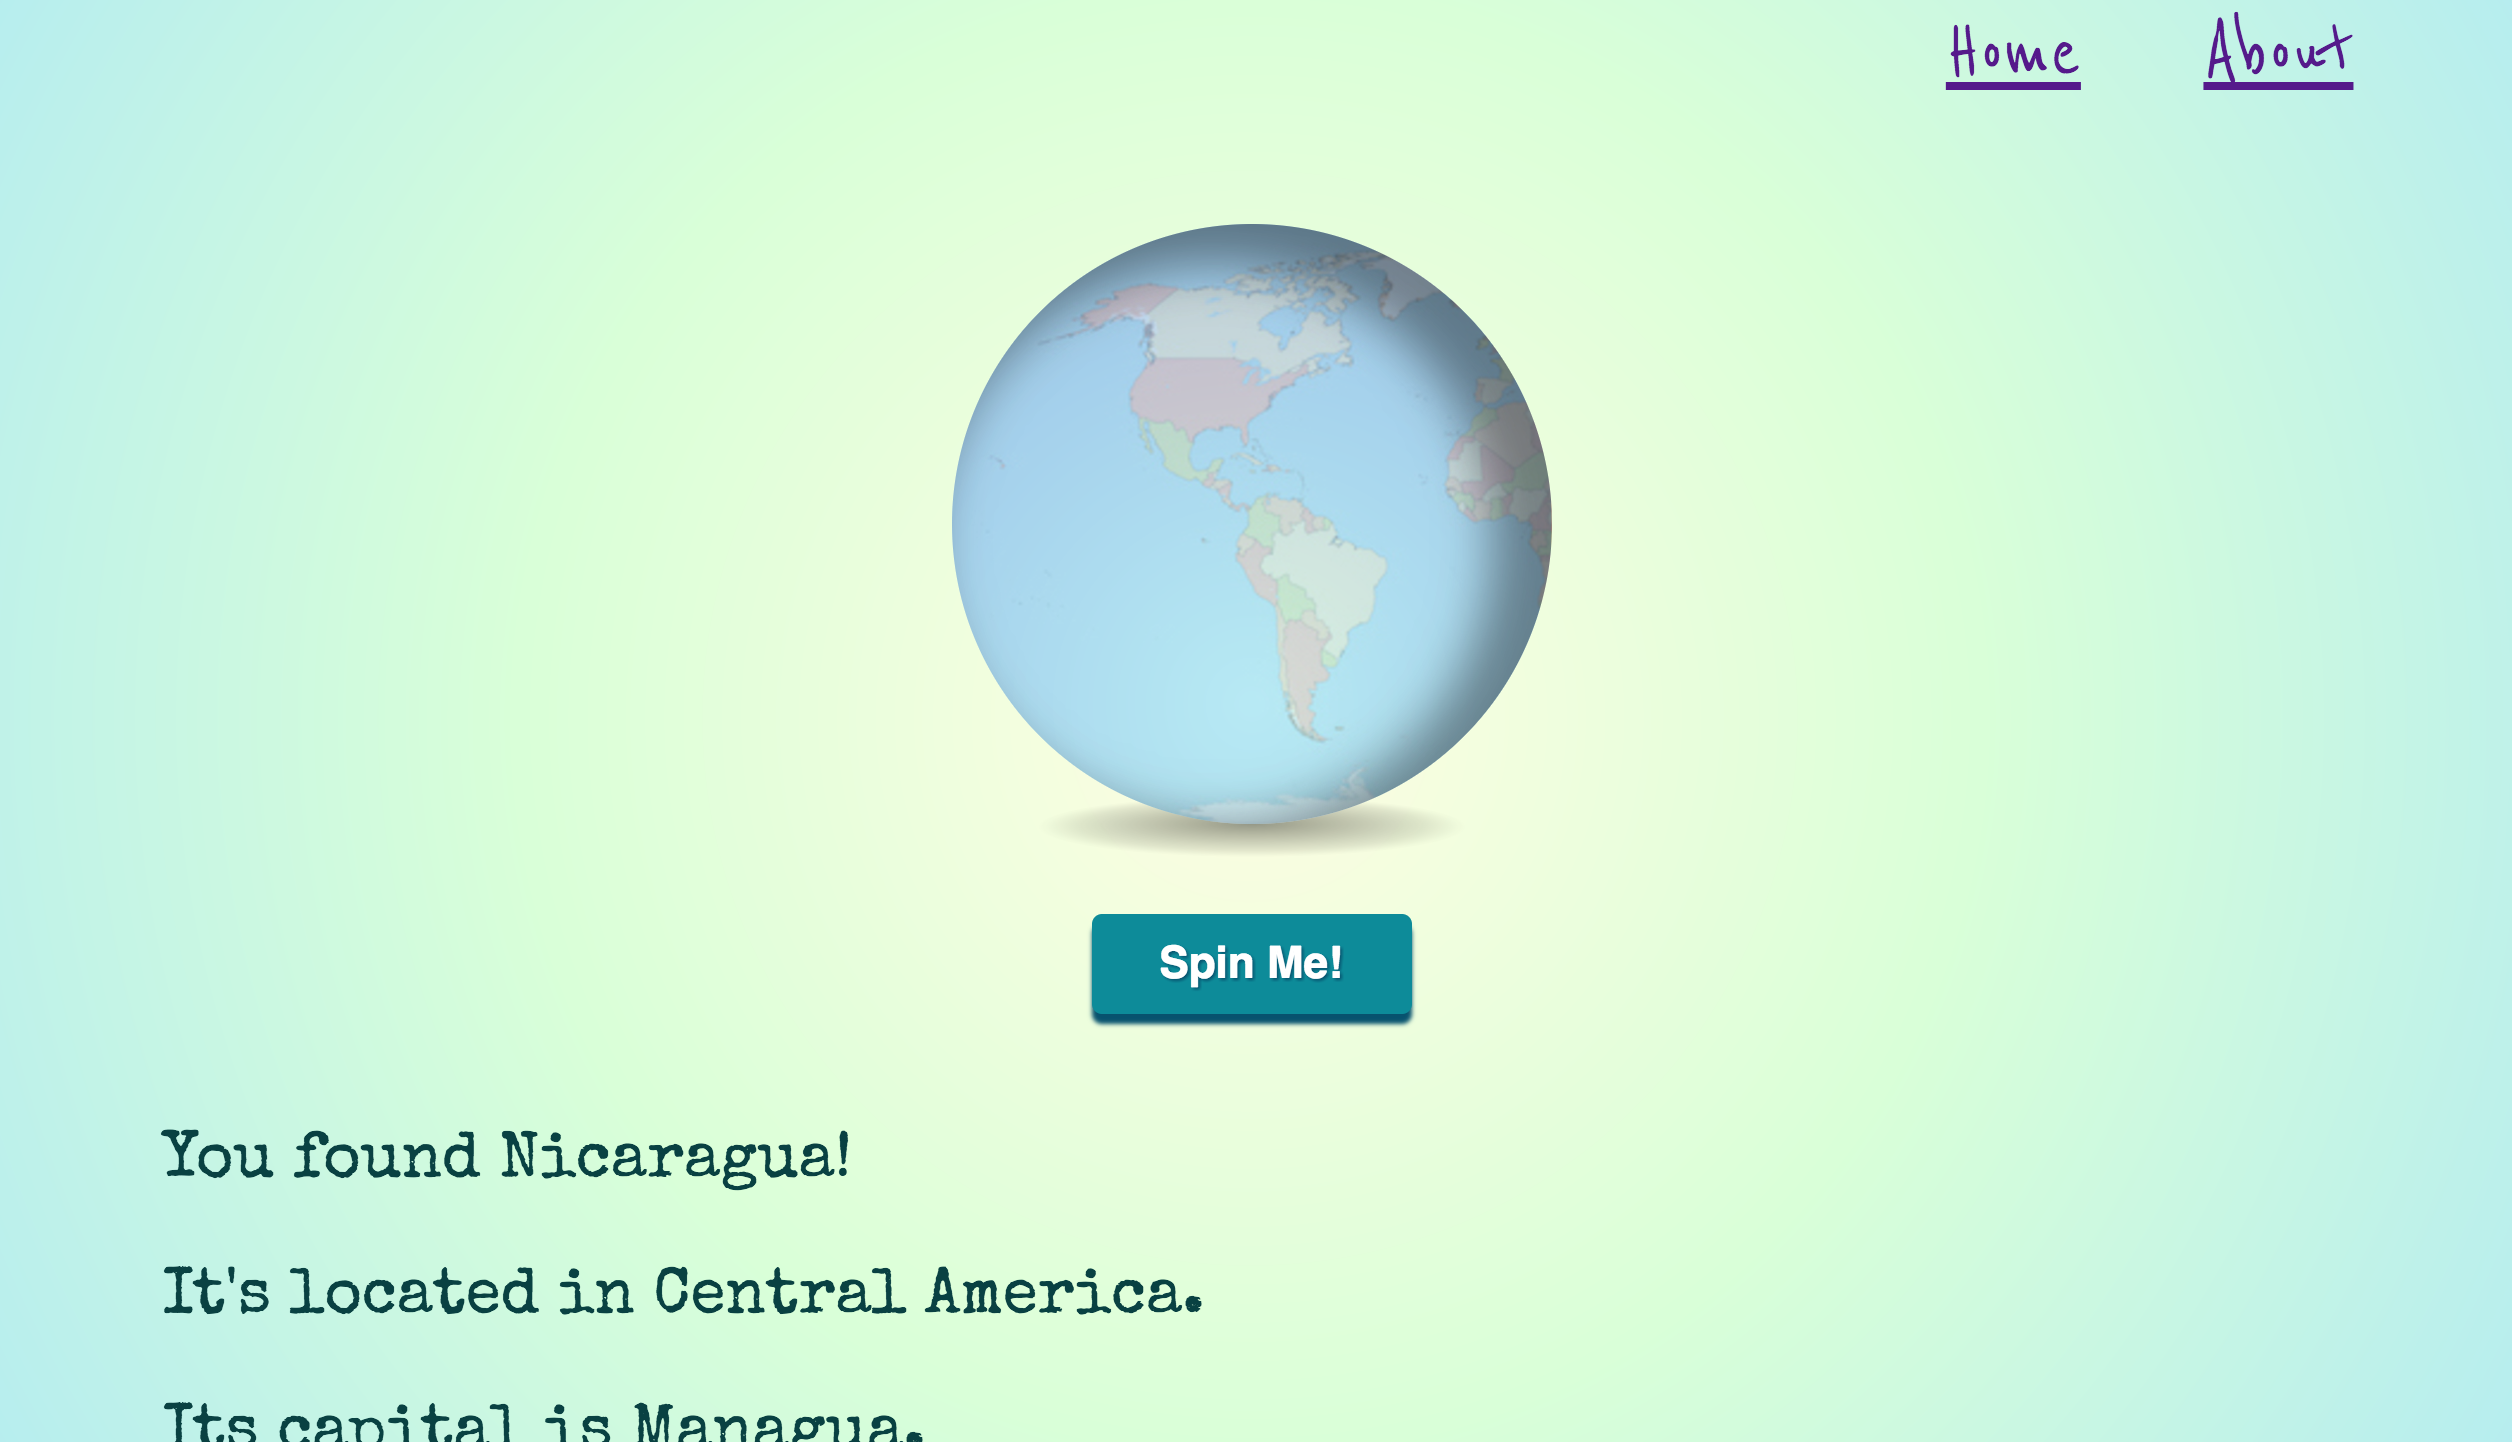 Home About
Spin Me!
You found Nicaragua!
It's located in Central America.
Its capital is Managua.